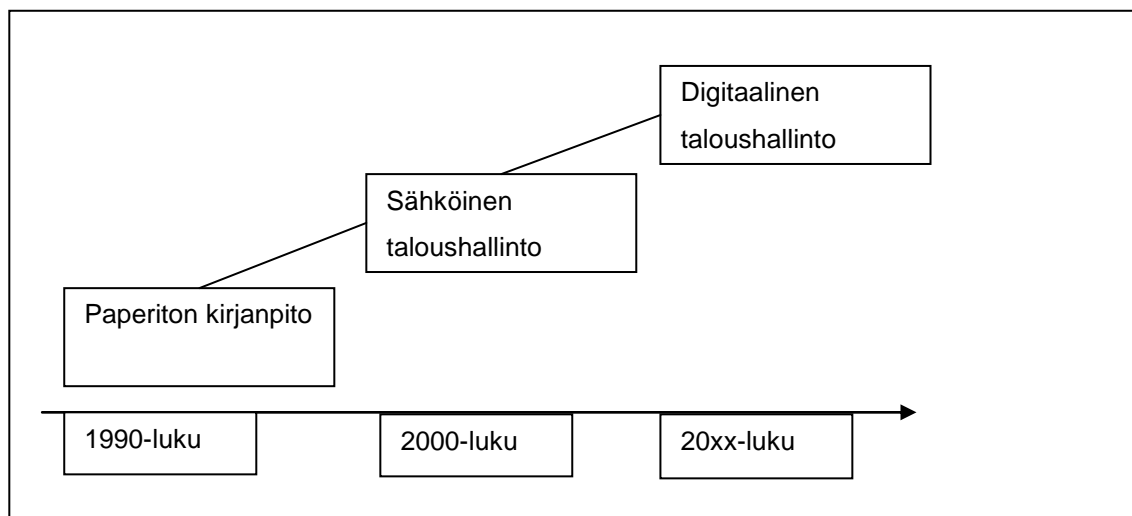 Digitaalinen
taloushallinto
Sähköinen
taloushallinto
Paperiton kirjanpito
1990-luku
2000-luku
20xx-luku